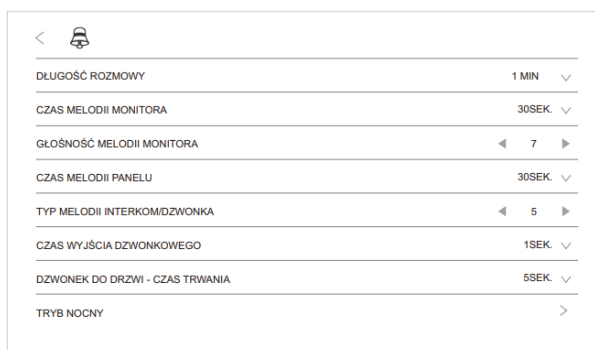 DŁUGOŚĆ ROZMOWY 1 MIN
CZAS MELODII MONITORA 30SEK.
GŁOŚNOŚĆ MELODII MONITORA 7
CZAS MELODII PANELU 30SEK.
TYP MELODII INTERKOM/DZWONKA 5
CZAS WYJŚCIA DZWONKOWEGO 1SEK.
DZWONEK DO DRZWI - CZAS TRWANIA 5SEK.
TRYB NOCNY